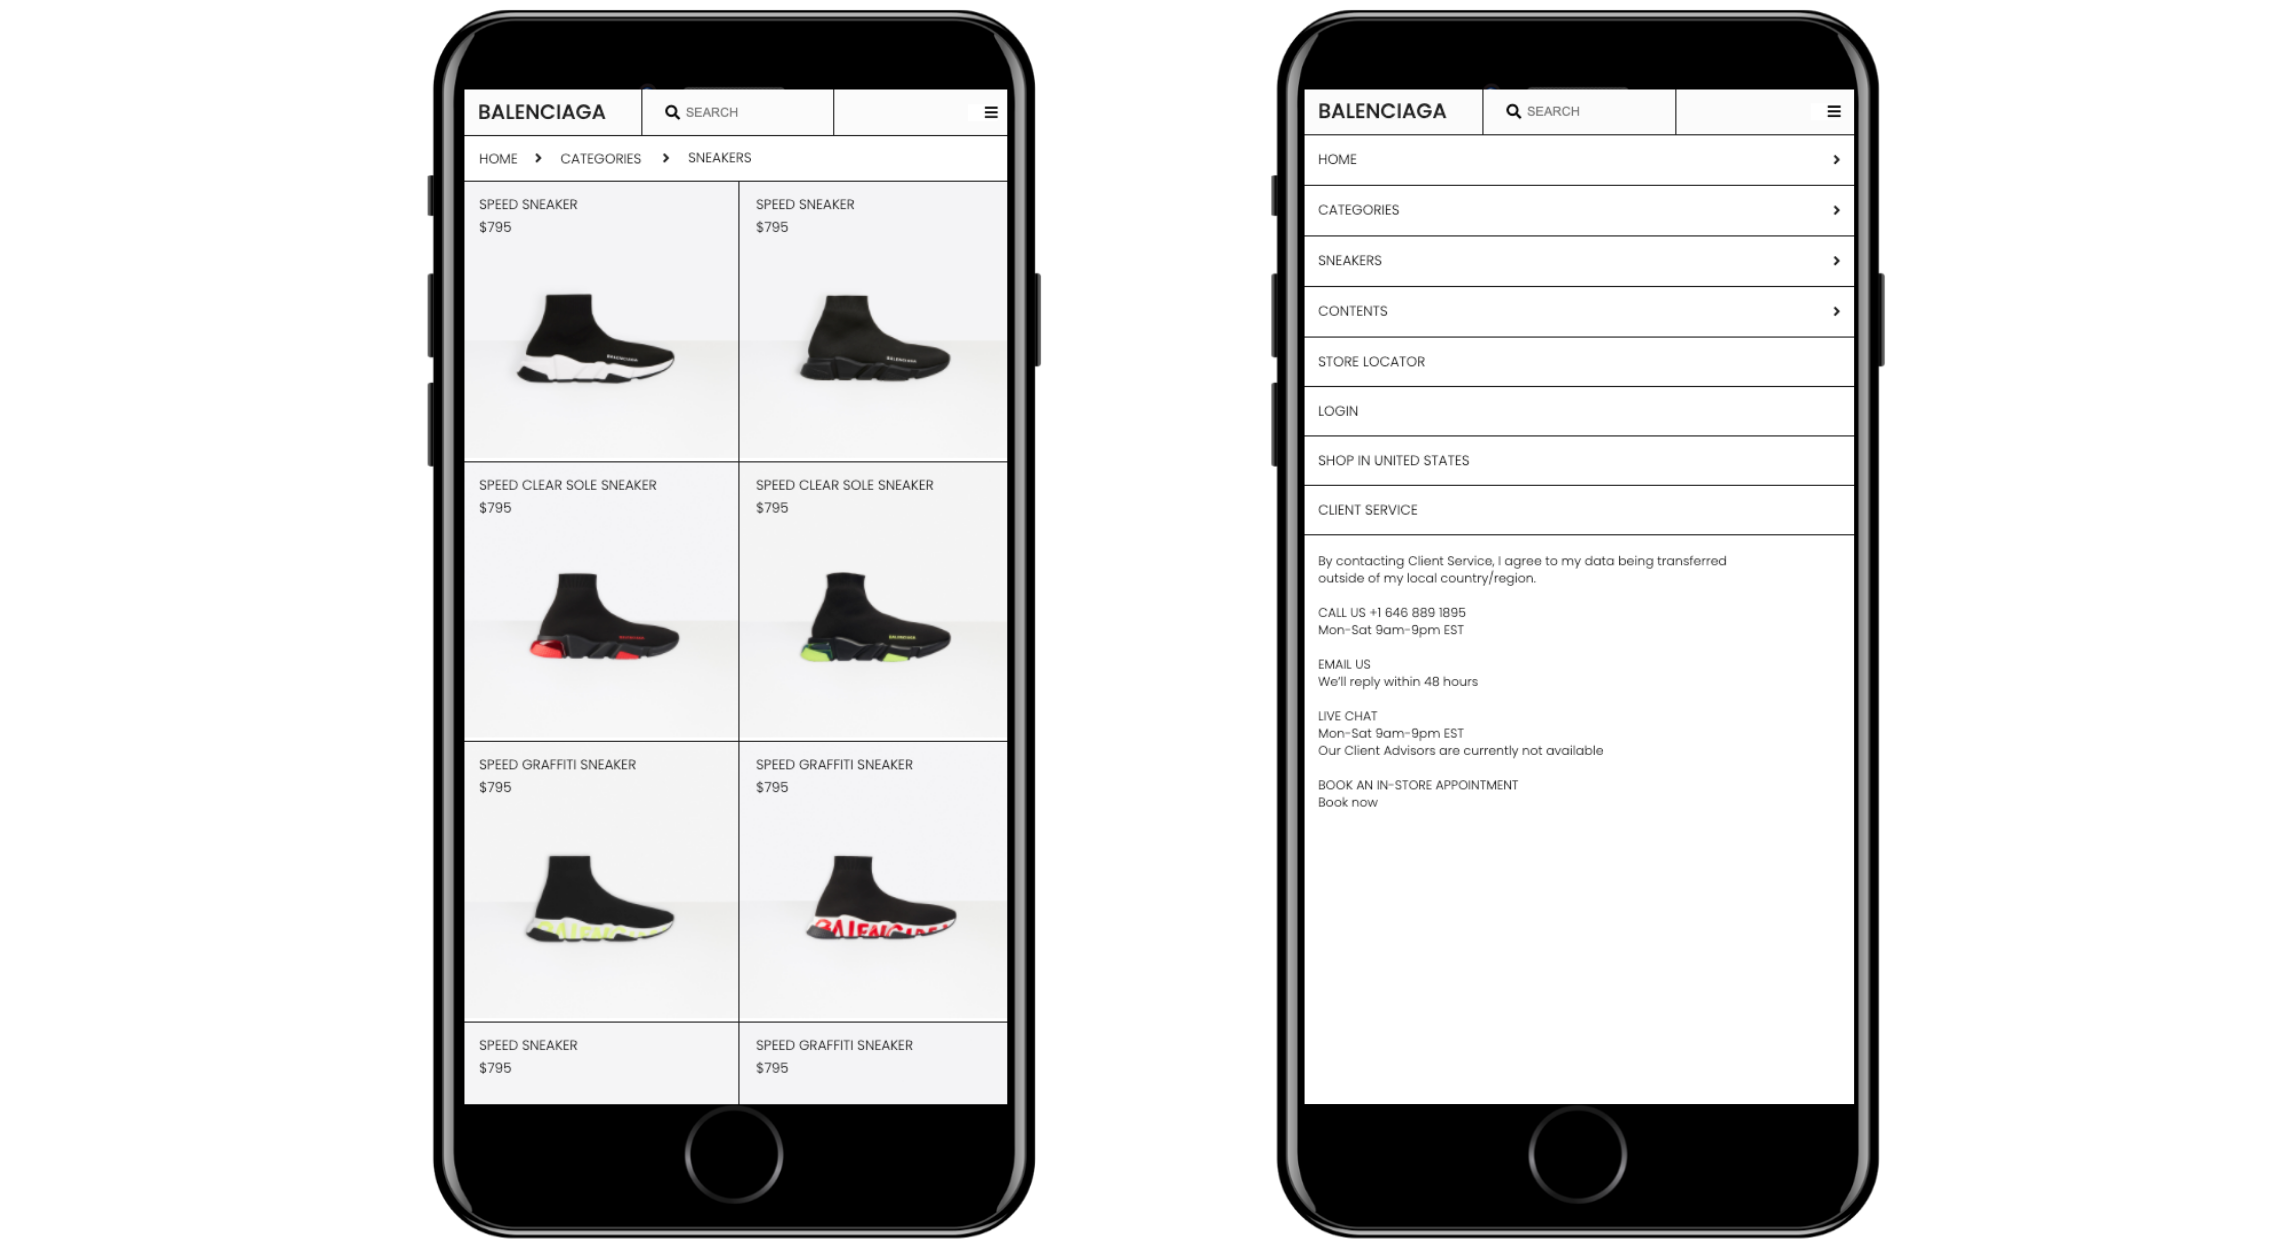 BALENCIAGA
SEARCH
HOME
CATEGORIES
SNEAKERS
SPEED SNEAKER
$795
SPEED SNEAKER
$795
BALENCIAGA
BALENCIAGA
SPEED CLEAR SOLE SNEAKER
$795
SPEED CLEAR SOLE SNEAKER
$795
BALENCIAGA
BALENCIAGA
SPEED GRAFFITI SNEAKER
$795
SPEED GRAFFITI SNEAKER
$795
SPEED SNEAKER
$795
SPEED GRAFFITI SNEAKER
$795
BALENCIAGA
SEARCH
HOME
CATEGORIES
SNEAKERS
CONTENTS
STORE LOCATOR
LOGIN
SHOP IN UNITED STATES
CLIENT SERVICE
By contacting Client Service, I agree to my data being transferred
outside of my local country/region.
CALL US +1 646 889 1895
Mon-Sat 9am-9pm EST
EMAIL US
We'll reply within 48 hours
LIVE CHAT
Mon-Sat 9am-9pm EST
Our Client Advisors are currently not available
BOOK AN IN-STORE APPOINTMENT
Book now